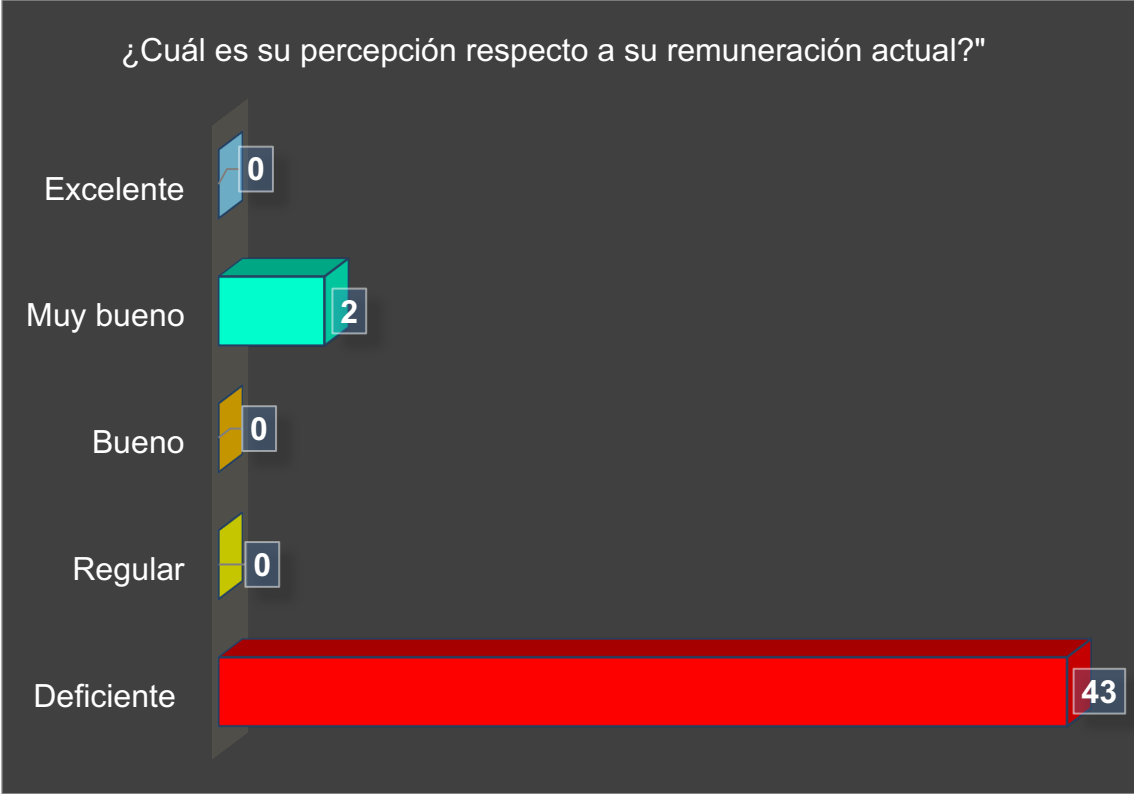 ¿Cuál es su percepción respecto a su remuneración actual?"
Excelente 0
Muy bueno 2
Bueno 0
Regular 0
Deficiente 43